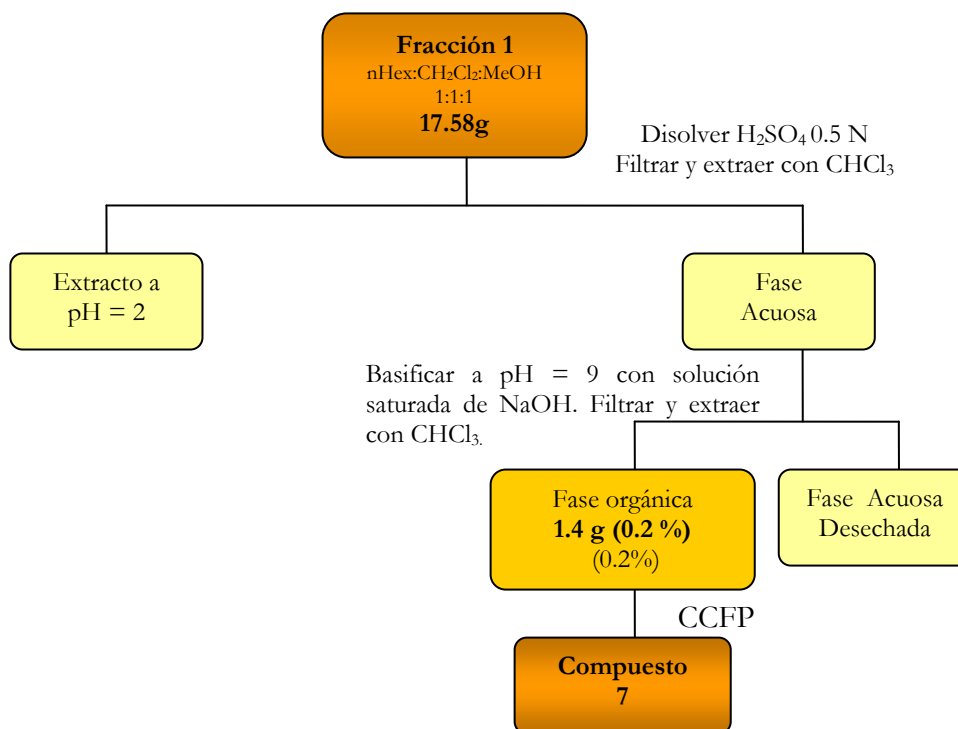 Fracción 1
nHex:CH₂Cl₂:MeOH
1:1:1
17.58g
Disolver H₂SO₄ 0.5 N
Filtrar y extraer con CHCl₃
Extracto a
pH = 2
Fase
Acuosa
Basificar a pH = 9 con solución
saturada de NaOH. Filtrar y extraer
con CHCl₃.
Fase orgánica
1.4 g (0.2 %)
(0.2%)
Fase Acuosa
Desechada
CCFP
Compuesto
7